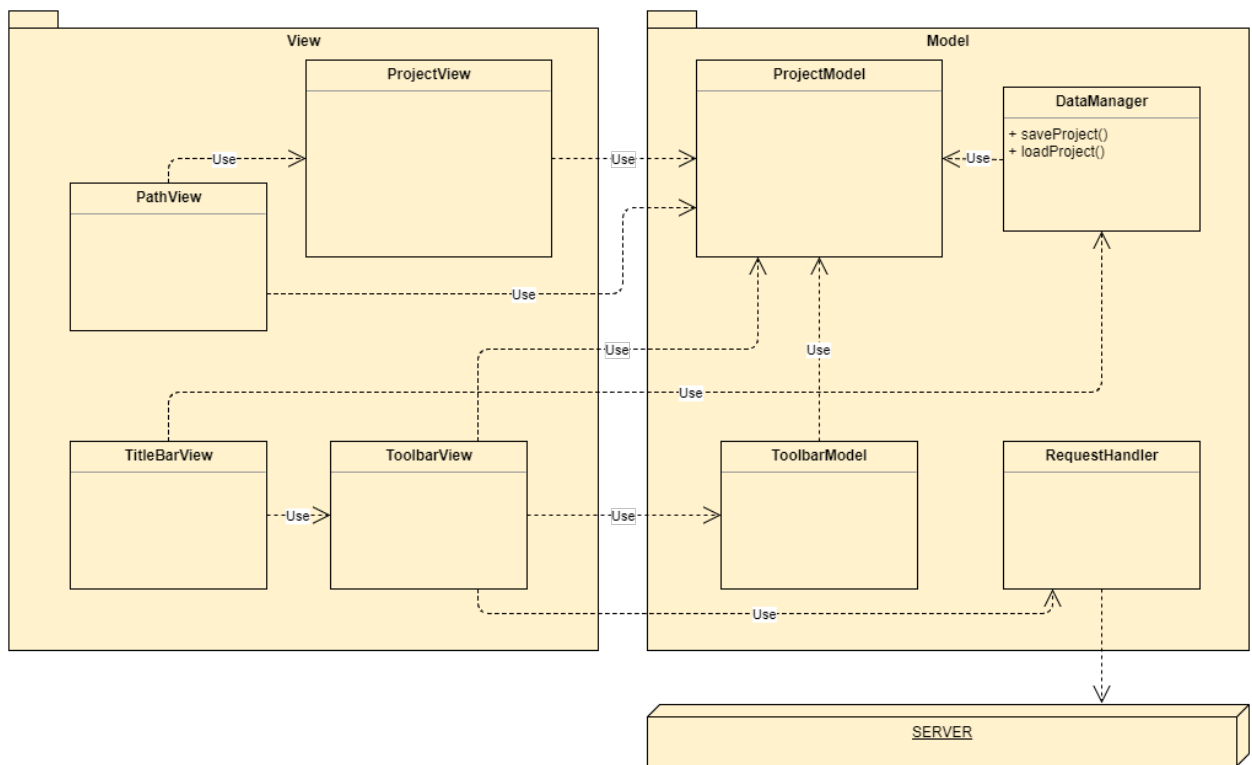 View
Model
ProjectView
ProjectModel
DataManager
+ saveProject()
+ loadProject()
Use
Use
Use
PathView
Use
Use
Use
Use
TitleBarView
ToolbarView
ToolbarModel
RequestHandler
Use
Use
Use
SERVER